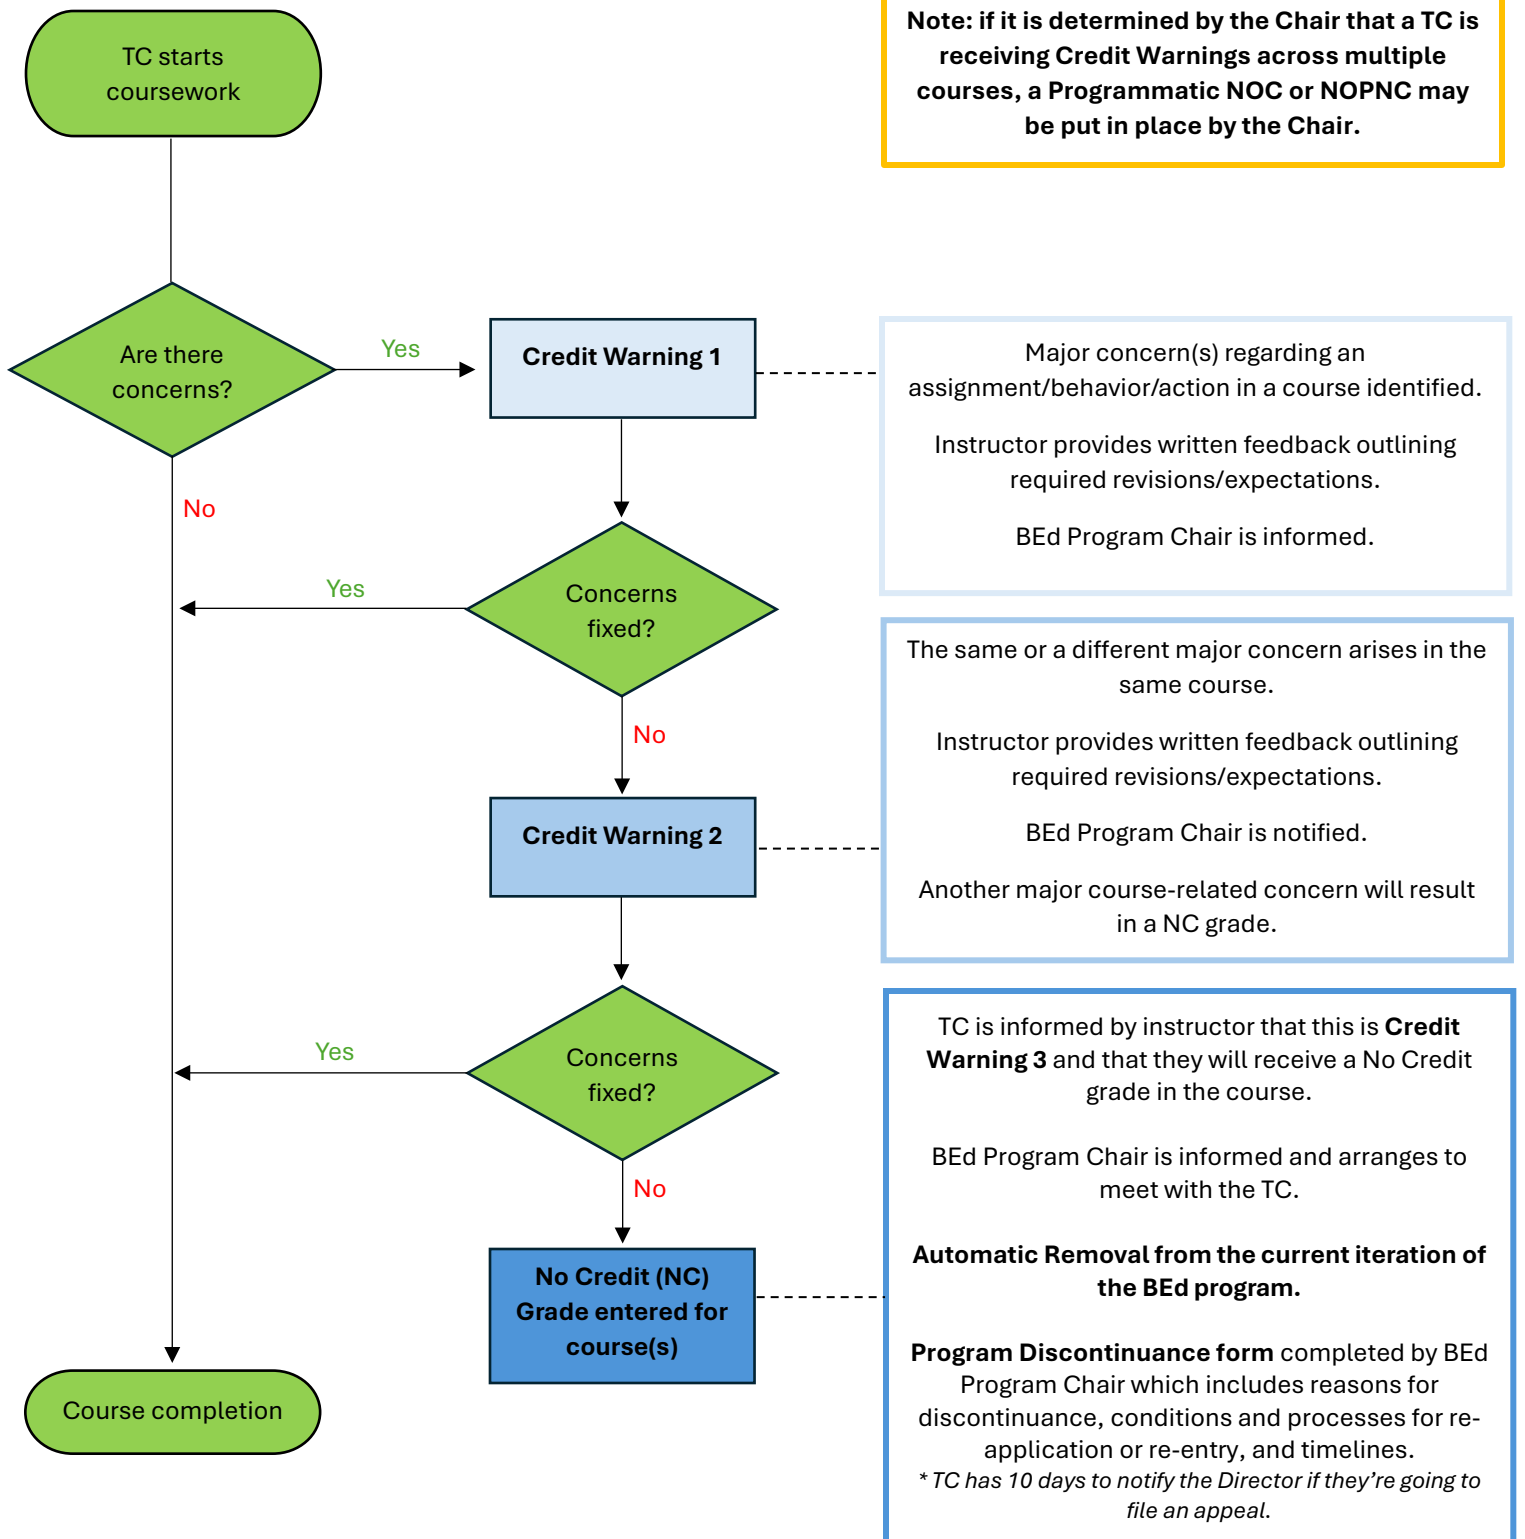 TC starts
coursework
Note: if it is determined by the Chair that a TC is
receiving Credit Warnings across multiple
courses, a Programmatic NOC or NOPNC may
be put in place by the Chair.
Are there
concerns?
Yes
No
Credit Warning 1
Major concern(s) regarding an
assignment/behavior/action in a course identified.
Instructor provides written feedback outlining
required revisions/expectations.
BEd Program Chair is informed.
Concerns
fixed?
Yes
No
The same or a different major concern arises in the
same course.
Instructor provides written feedback outlining
required revisions/expectations.
BEd Program Chair is notified.
Another major course-related concern will result
in a NC grade.
Credit Warning 2
Concerns
fixed?
Yes
No
TC is informed by instructor that this is Credit
Warning 3 and that they will receive a No Credit
grade in the course.
BEd Program Chair is informed and arranges to
meet with the TC.
Automatic Removal from the current iteration of
the BEd program.
Program Discontinuance form completed by BEd
Program Chair which includes reasons for
discontinuance, conditions and processes for re-
application or re-entry, and timelines.
* TC has 10 days to notify the Director if they're going to
file an appeal.
No Credit (NC)
Grade entered for
course(s)
Course completion